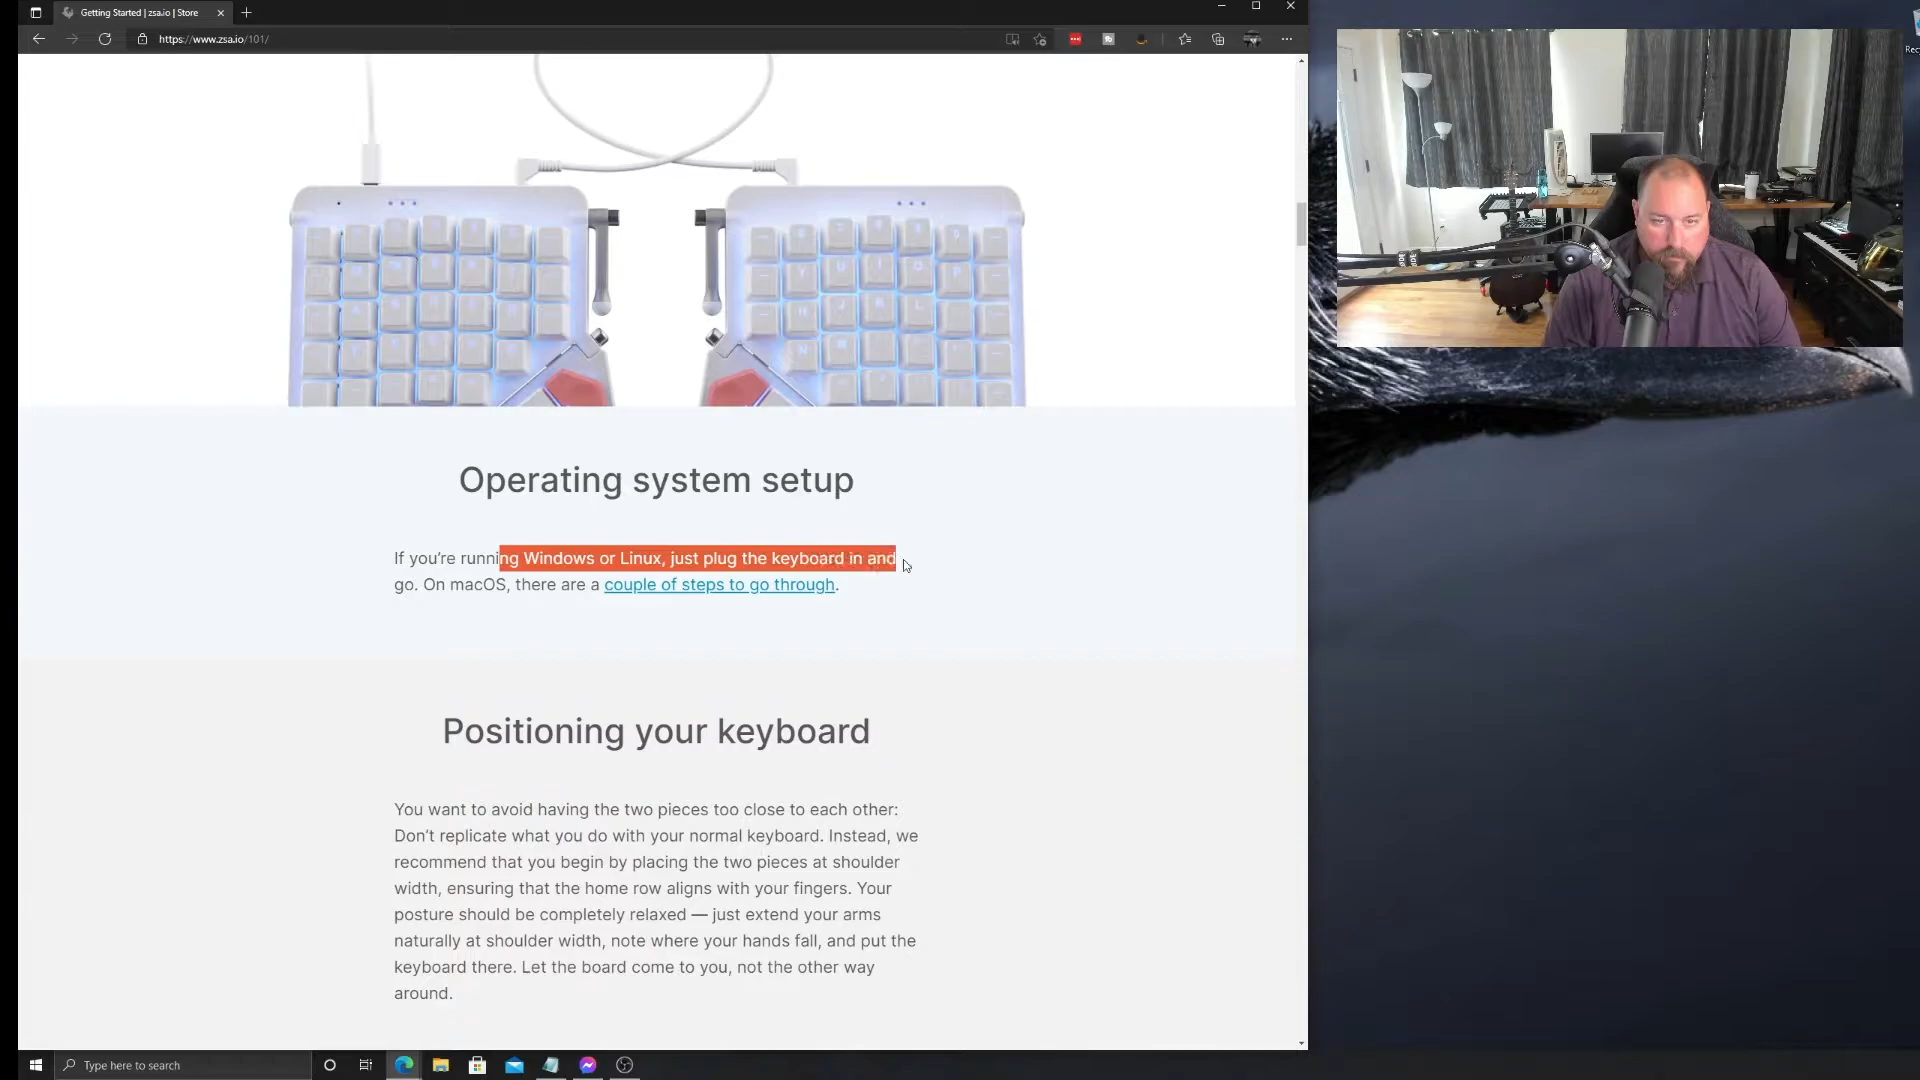 Getting Started | zsa.io | Store
https://www.zsa.io/101/
Operating system setup
If you're running Windows or Linux, just plug the keyboard in and
go. On macOS, there are a couple of steps to go through.
Positioning your keyboard
You want to avoid having the two pieces too close to each other:
Don't replicate what you do with your normal keyboard. Instead, we
recommend that you begin by placing the two pieces at shoulder
width, ensuring that the home row aligns with your fingers. Your
posture should be completely relaxed — just extend your arms
naturally at shoulder width, note where your hands fall, and put the
keyboard there. Let the board come to you, not the other way
around.
Type here to search